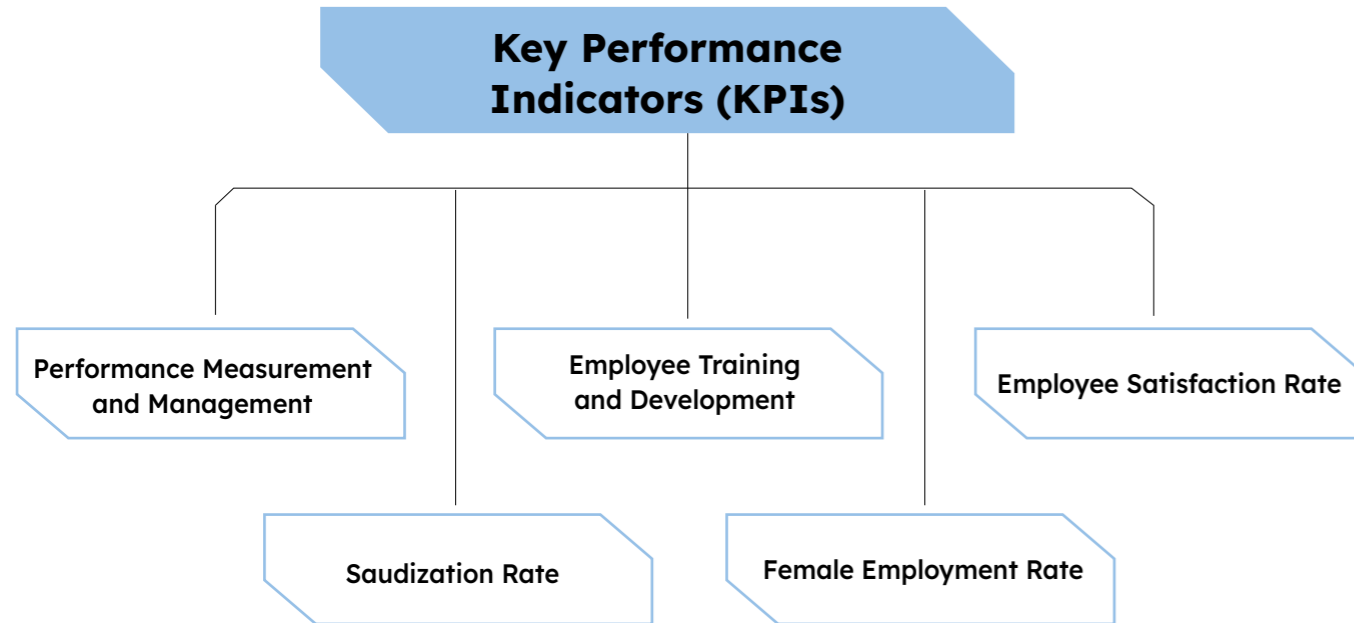 Key Performance
Indicators (KPIs)
Performance Measurement
and Management
Employee Training
and Development
Employee Satisfaction Rate
Saudization Rate
Female Employment Rate